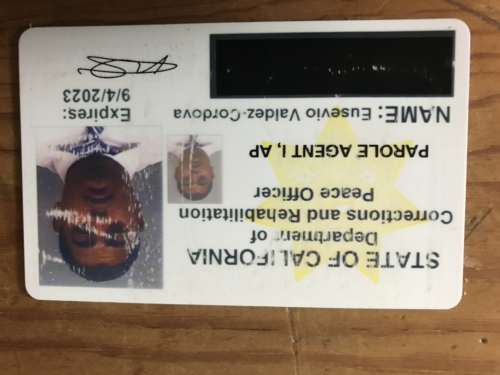 STATE OF CALIFORNIA
Department of
Corrections and Rehabilitation
Peace Officer
PAROLE AGENT I, AP
NAME: Eusevio Valdez-Cordova
Expires:
9/4/2023